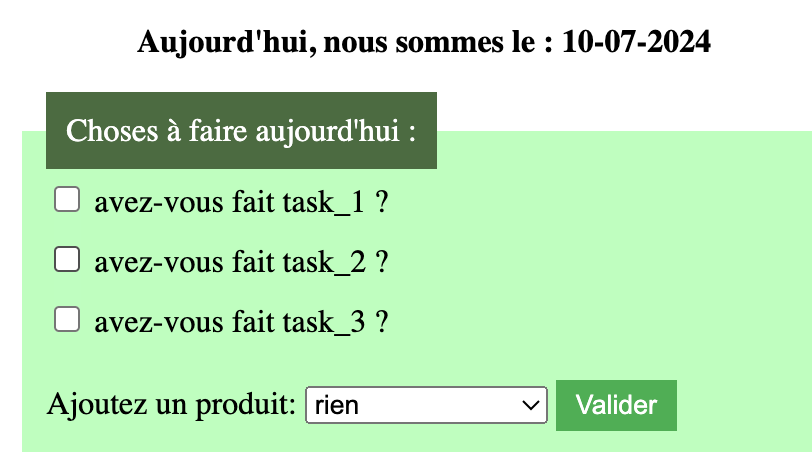 Aujourd'hui, nous sommes le : 10-07-2024
Choses à faire aujourd'hui :
avez-vous fait task_1 ?
avez-vous fait task_2 ?
avez-vous fait task_3 ?
Ajoutez un produit: rien Valider